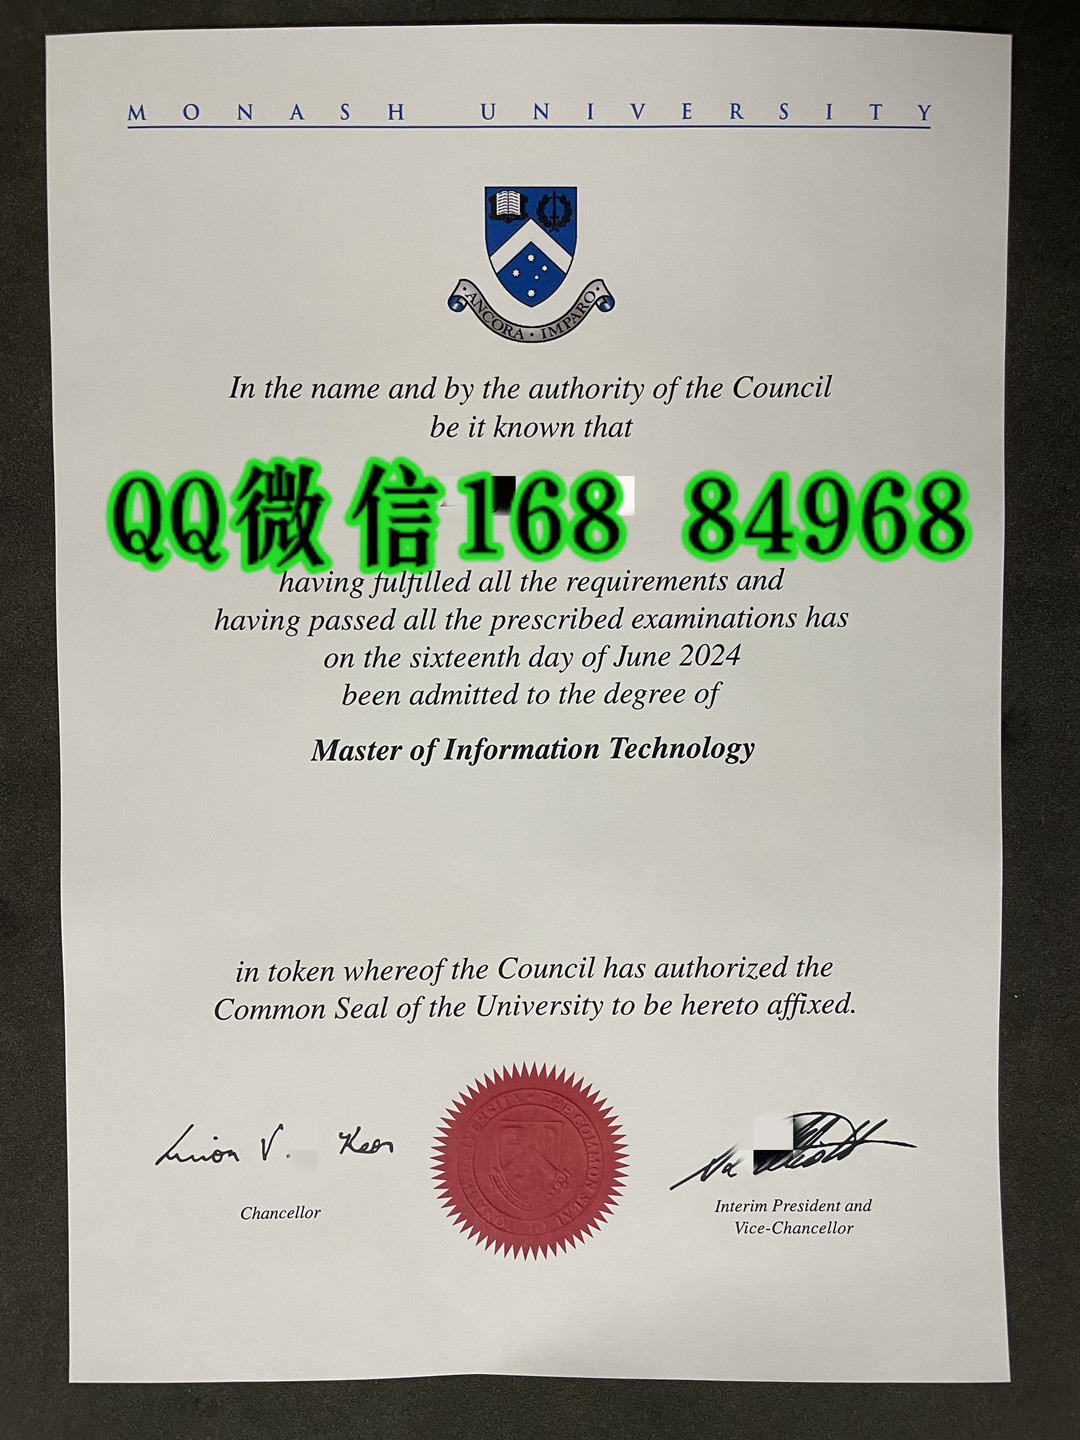 MONASH UNIVERSITY
ANCORA · IMPARO
In the name and by the authority of the Council
be it known that
QQ微信168 84968
having fulfilled all the requirements and
having passed all the prescribed examinations has
on the sixteenth day of June 2024
been admitted to the degree of
Master of Information Technology
in token whereof the Council has authorized the
Common Seal of the University to be hereto affixed.
Chancellor
Interim President and
Vice-Chancellor